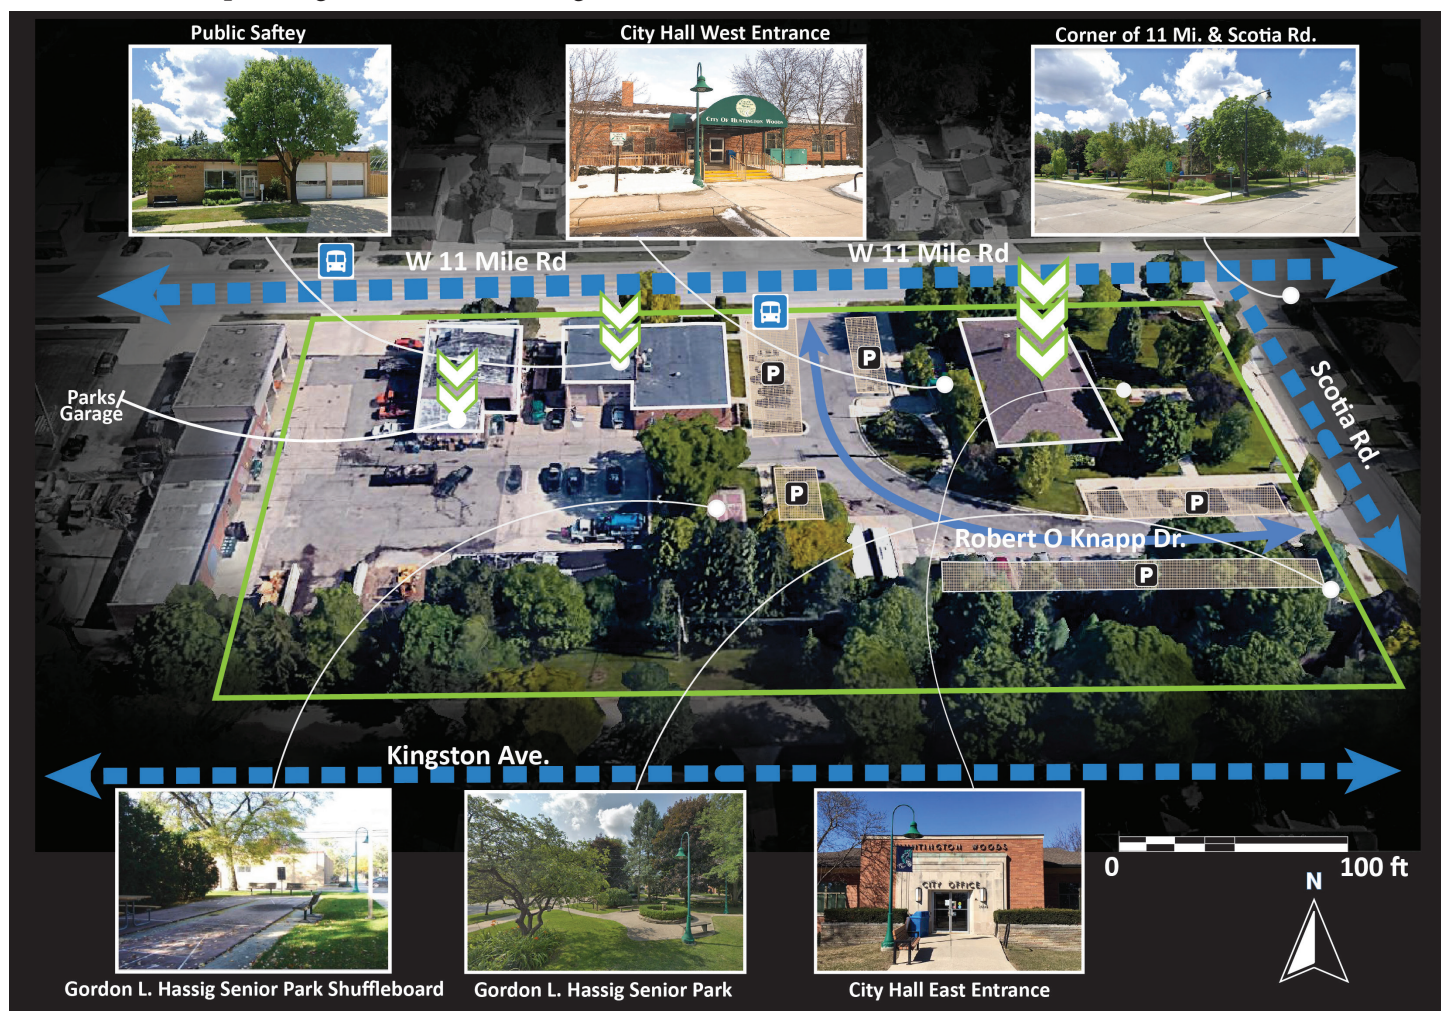 Public Saftey
City Hall West Entrance
Corner of 11 Mi. & Scotia Rd.
CITY OF HUNTINGTON WOODS
W 11 Mile Rd
W 11 Mile Rd
Parks/
Garage
P
P
P
P
P
Scotia Rd.
Robert O Knapp Dr.
Kingston Ave.
HUNTINGTON WOODS
CITY OFFICE
0
100 ft
N
Gordon L. Hassig Senior Park Shuffleboard
Gordon L. Hassig Senior Park
City Hall East Entrance